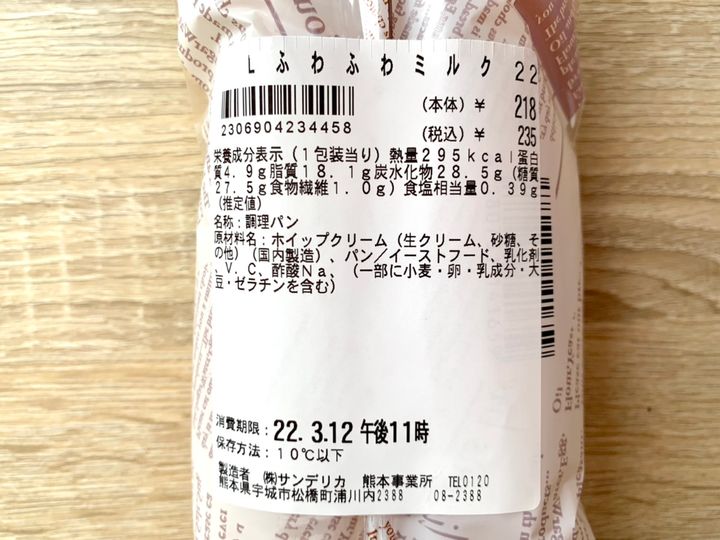 Lふわふわミルク22
(本体)¥ 218
2306904234458
(税込)¥ 235
栄養成分表示(1包装当り)熱量295kcal蛋白
質4.9g脂質18.1g炭水化物28.5g(糖質
27.5g食物繊維1.0g)食塩相当量0.39g
(推定値)
名称:調理パン
原材料名:ホイップクリーム(生クリーム、砂糖、そ
の他)(国内製造)、パン/イーストフード、乳化剤
、V.C、酢酸Na、(一部に小麦・卵・乳成分・大
豆・ゼラチンを含む)
消費期限:22.3.12午後11時
保存方法:10℃以下
製造者 (株)サンデリカ 熊本事業所 TEL0120
熊本県宇城市松橋町浦川内2388 08-2388